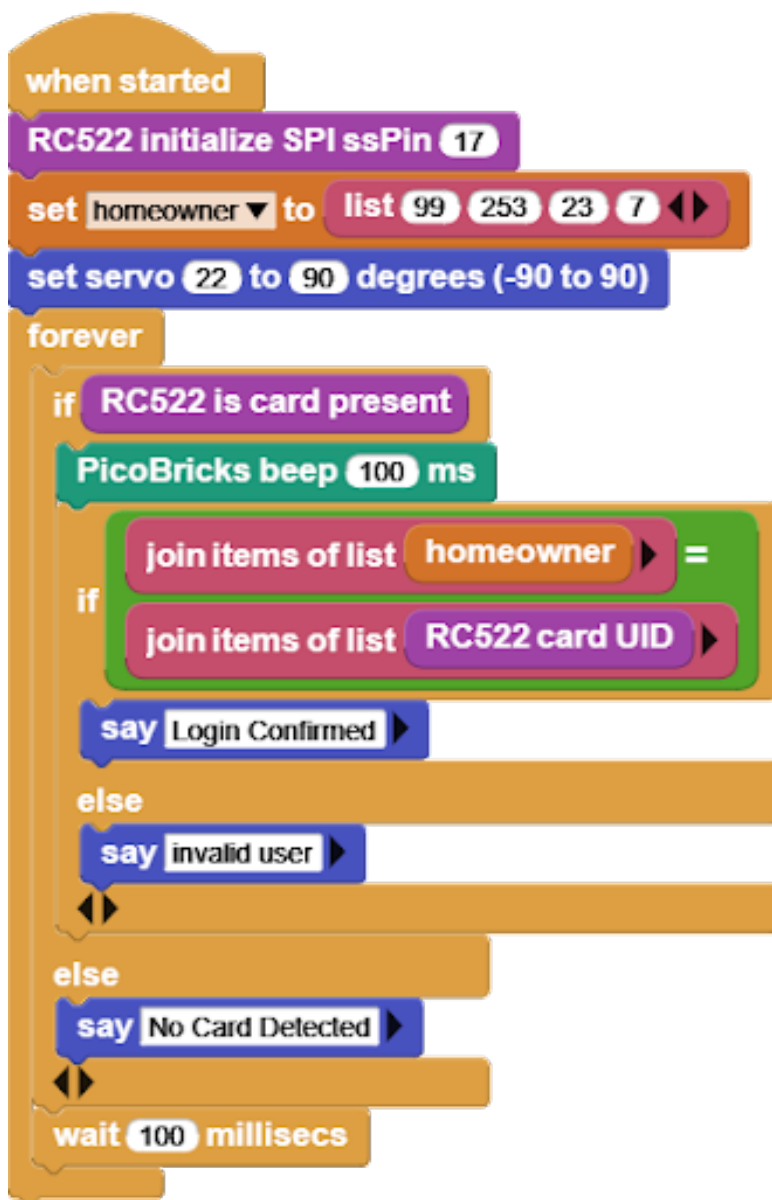 when started
RC522 initialize SPI ssPin 17
set homeowner to list 99 253 23 7
set servo 22 to 90 degrees (-90 to 90)
forever
if RC522 is card present
PicoBricks beep 100 ms
join items of list homeowner =
if
join items of list RC522 card UID
say Login Confirmed
else
say invalid user
else
say No Card Detected
wait 100 millisecs